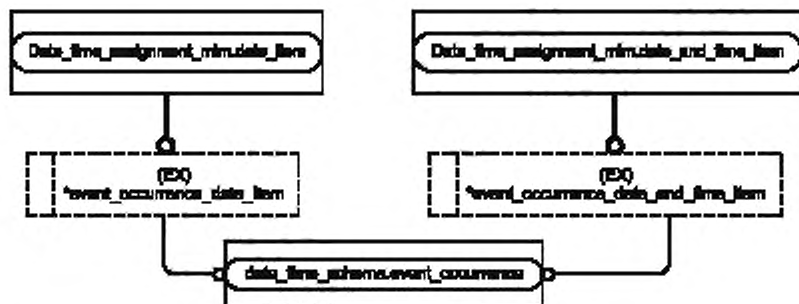 Date_time_assignment_mim.date_item
Date_time_assignment_mim.date_and_time_item
(EX)
*event_occurrence_date_item
(EX)
*event_occurrence_date_and_time_item
date_time_schema.event_occurrence